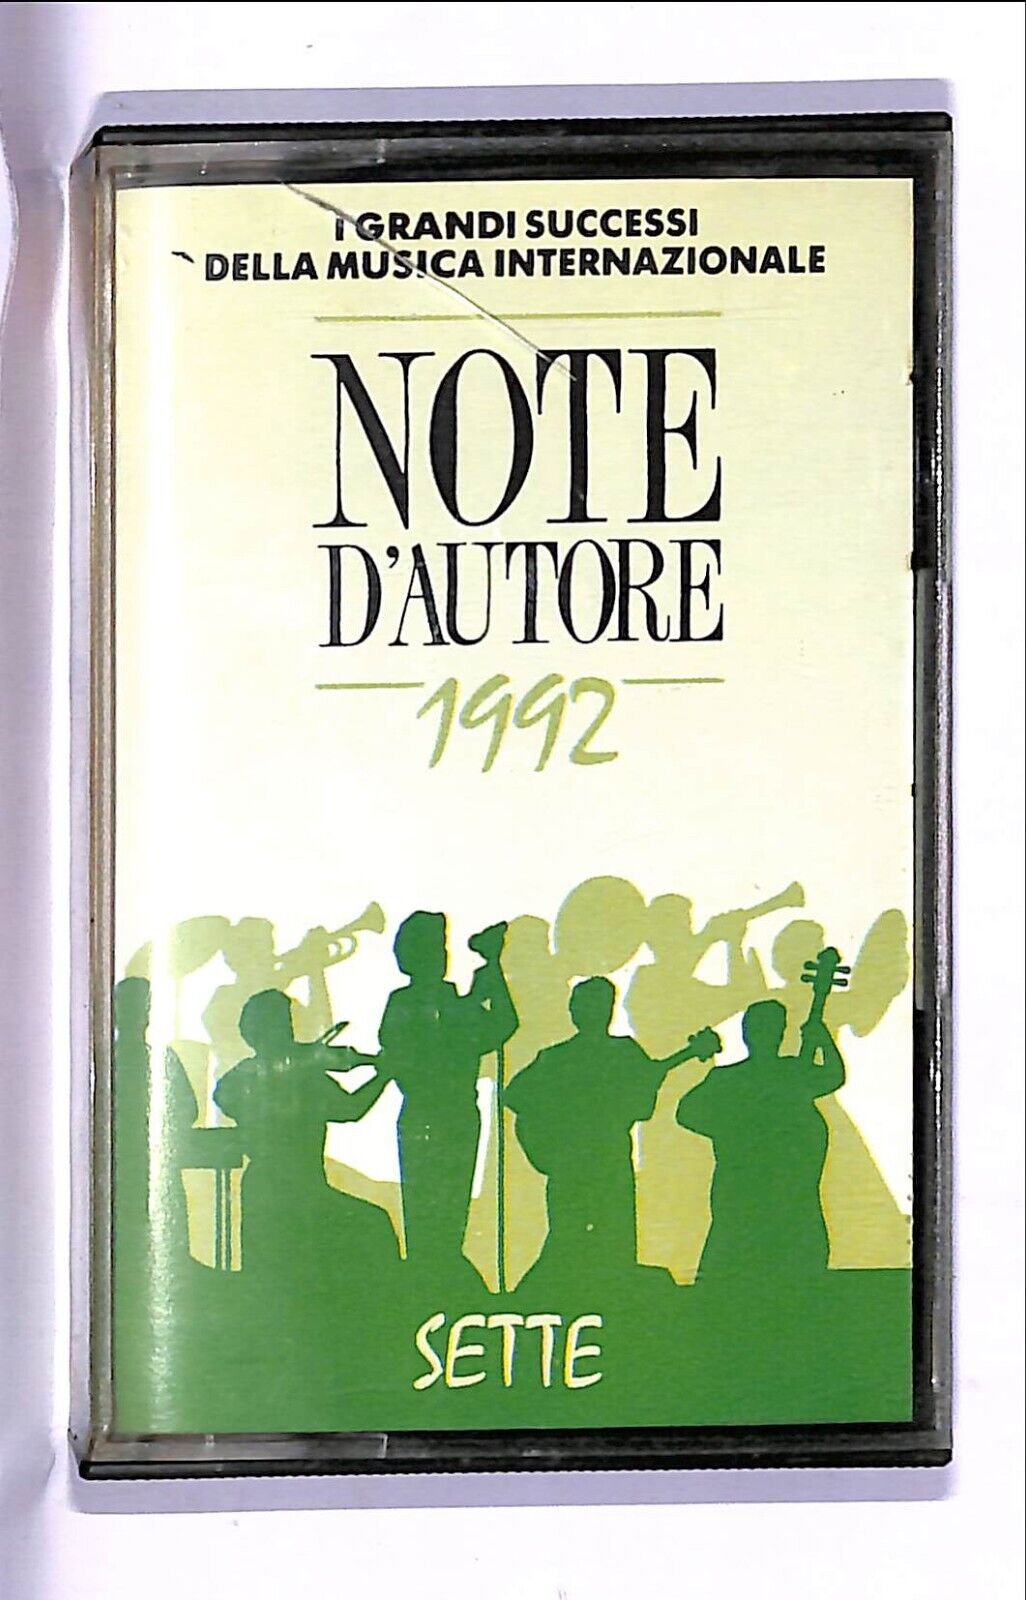 I GRANDI SUCCESSI
DELLA MUSICA INTERNAZIONALE
NOTE
D'AUTORE
1992
SETTE